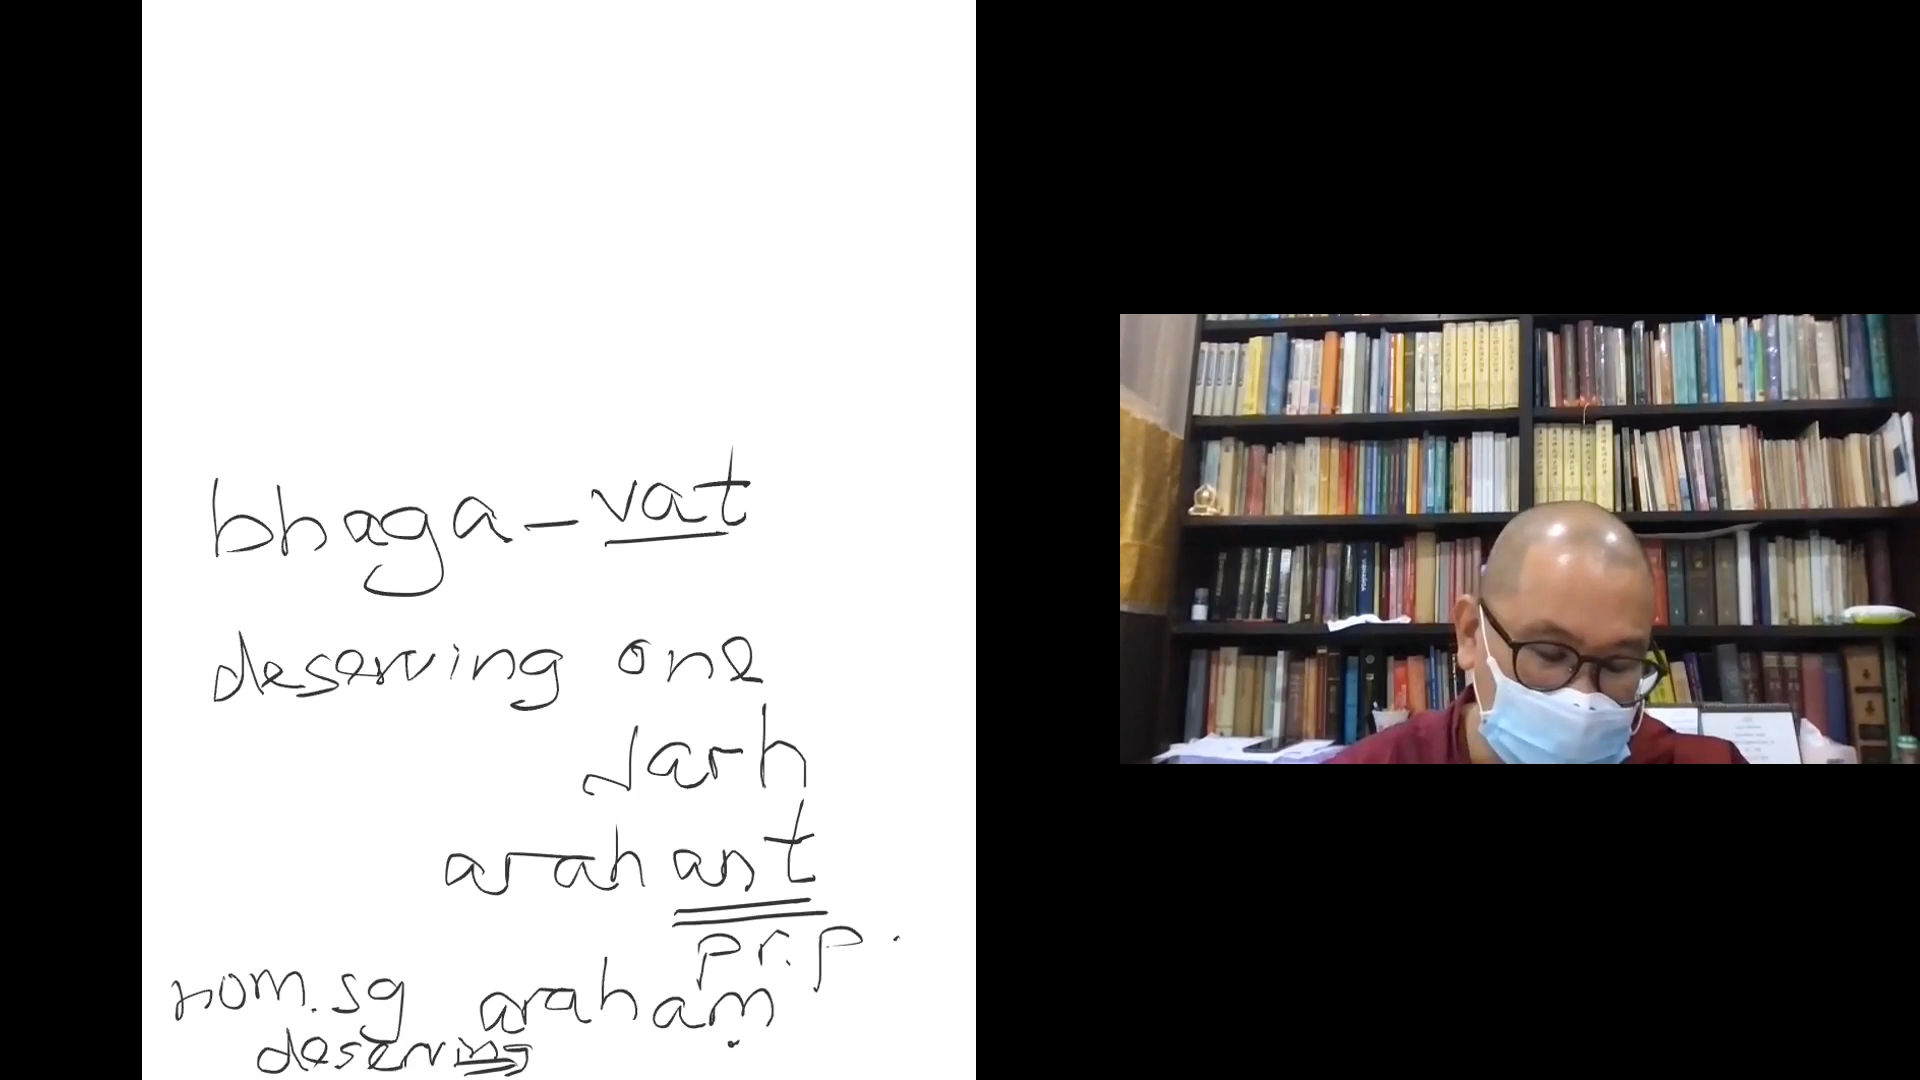 bhaga-vat
deserving one
√arh
arahant
pr.p.
nom.sg arahaṃ
deserving